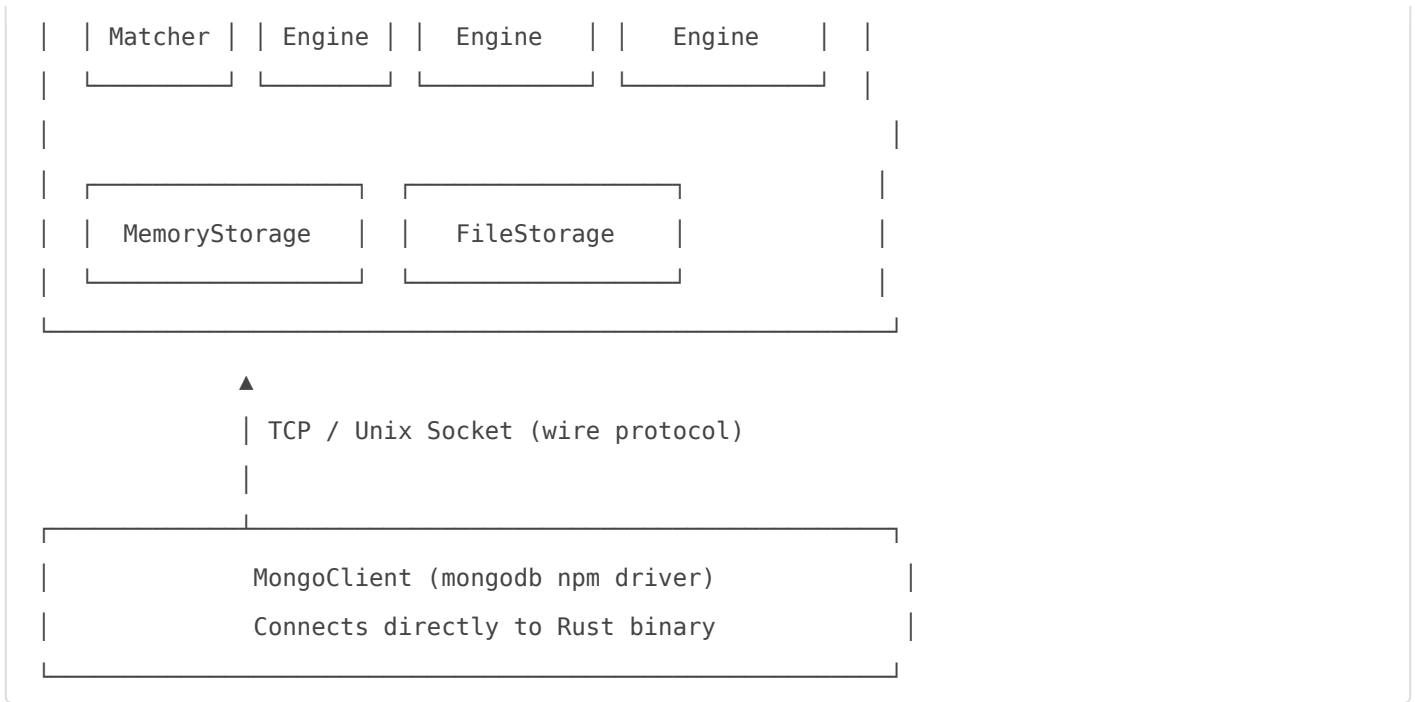 Matcher Engine Engine Engine
MemoryStorage FileStorage
▲
TCP / Unix Socket (wire protocol)
MongoClient (mongodb npm driver)
Connects directly to Rust binary